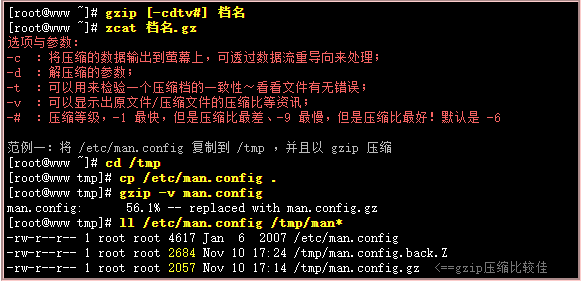 [root@www ~]# gzip [-cdtv#] 档名
[root@www ~]# zcat 档名.gz
选项与参数:
-c ：将压缩的数据输出到萤幕上，可透过数据流重导向来处理；
-d ：解压缩的参数；
-t ：可以用来检验一个压缩档的一致性～看看文件有无错误；
-v ：可以显示出原文件/压缩文件的压缩比等资讯；
-# ：压缩等级，-1 最快，但是压缩比最差、-9 最慢，但是压缩比最好！默认是 -6
范例一：将 /etc/man.config 复制到 /tmp ，并且以 gzip 压缩
[root@www ~]# cd /tmp
[root@www tmp]# cp /etc/man.config .
[root@www tmp]# gzip -v man.config
man.config:      56.1% -- replaced with man.config.gz
[root@www tmp]# ll /etc/man.config /tmp/man*
-rw-r--r-- 1 root root 4617 Jan  6  2007 /etc/man.config
-rw-r--r-- 1 root root 2684 Nov 10 17:24 /tmp/man.config.back.Z
-rw-r--r-- 1 root root 2057 Nov 10 17:14 /tmp/man.config.gz  <==gzip压缩比较佳